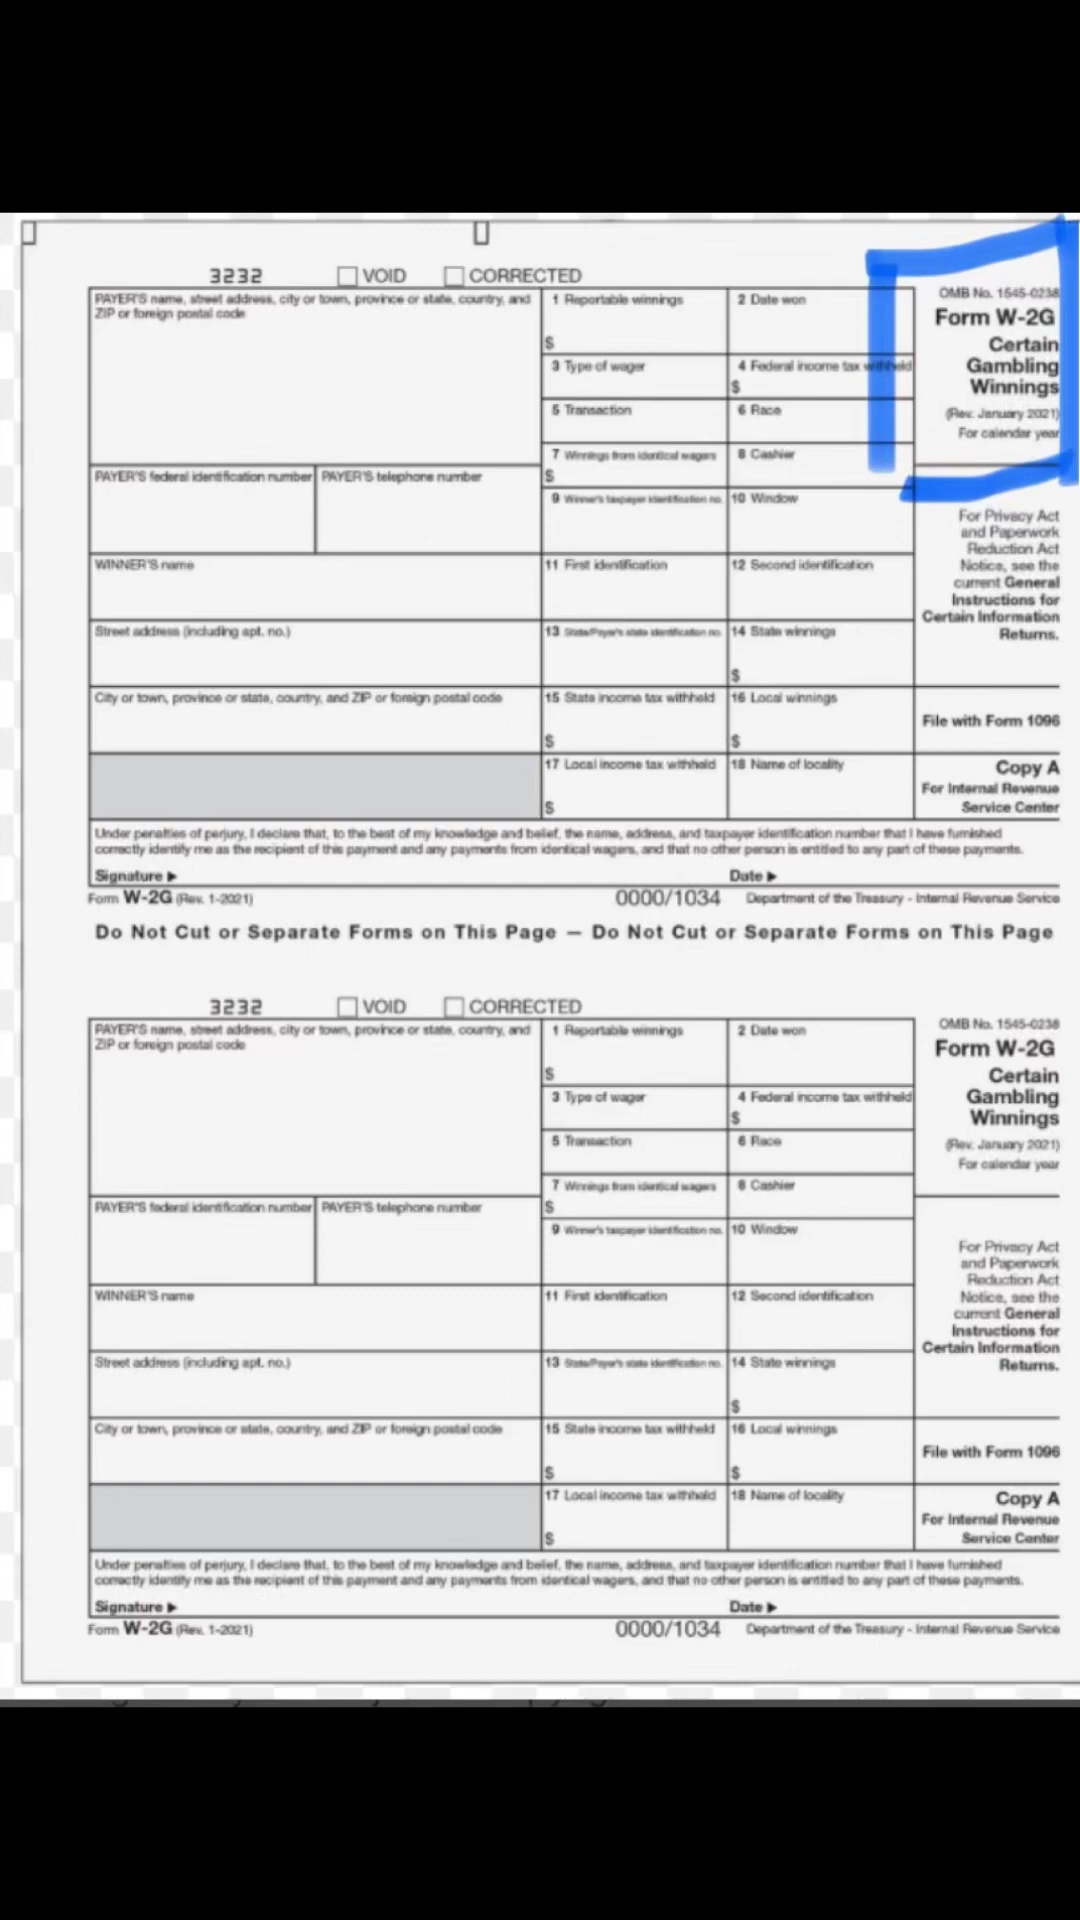 3232 VOID CORRECTED
PAYER'S name, street address, city or town, province or state, country, and
ZIP or foreign postal code
1 Reportable winnings
$
2 Date won
3 Type of wager
4 Federal income tax withheld
$
5 Transaction
6 Race
7 Winnings from identical wagers
$
8 Cashier
PAYER'S federal identification number
PAYER'S telephone number
9 Winner's taxpayer identification no.
10 Window
WINNER'S name
11 First identification
12 Second identification
Street address (including apt. no.)
13 State/Payer's state identification no.
14 State winnings
$
City or town, province or state, country, and ZIP or foreign postal code
15 State income tax withheld
$
16 Local winnings
$
17 Local income tax withheld
$
18 Name of locality
OMB No. 1545-0238
Form W-2G
Certain
Gambling
Winnings
(Rev. January 2021)
For calendar year
For Privacy Act
and Paperwork
Reduction Act
Notice, see the
current General
Instructions for
Certain Information
Returns.
File with Form 1096
Copy A
For Internal Revenue
Service Center
Under penalties of perjury, I declare that, to the best of my knowledge and belief, the name, address, and taxpayer identification number that I have furnished
correctly identify me as the recipient of this payment and any payments from identical wagers, and that no other person is entitled to any part of these payments.
Signature ▶ Date ▶
Form W-2G (Rev. 1-2021) 0000/1034 Department of the Treasury - Internal Revenue Service
Do Not Cut or Separate Forms on This Page — Do Not Cut or Separate Forms on This Page
3232 VOID CORRECTED
PAYER'S name, street address, city or town, province or state, country, and
ZIP or foreign postal code
1 Reportable winnings
$
2 Date won
3 Type of wager
4 Federal income tax withheld
$
5 Transaction
6 Race
7 Winnings from identical wagers
$
8 Cashier
PAYER'S federal identification number
PAYER'S telephone number
9 Winner's taxpayer identification no.
10 Window
WINNER'S name
11 First identification
12 Second identification
Street address (including apt. no.)
13 State/Payer's state identification no.
14 State winnings
$
City or town, province or state, country, and ZIP or foreign postal code
15 State income tax withheld
$
16 Local winnings
$
17 Local income tax withheld
$
18 Name of locality
OMB No. 1545-0238
Form W-2G
Certain
Gambling
Winnings
(Rev. January 2021)
For calendar year
For Privacy Act
and Paperwork
Reduction Act
Notice, see the
current General
Instructions for
Certain Information
Returns.
File with Form 1096
Copy A
For Internal Revenue
Service Center
Under penalties of perjury, I declare that, to the best of my knowledge and belief, the name, address, and taxpayer identification number that I have furnished
correctly identify me as the recipient of this payment and any payments from identical wagers, and that no other person is entitled to any part of these payments.
Signature ▶ Date ▶
Form W-2G (Rev. 1-2021) 0000/1034 Department of the Treasury - Internal Revenue Service